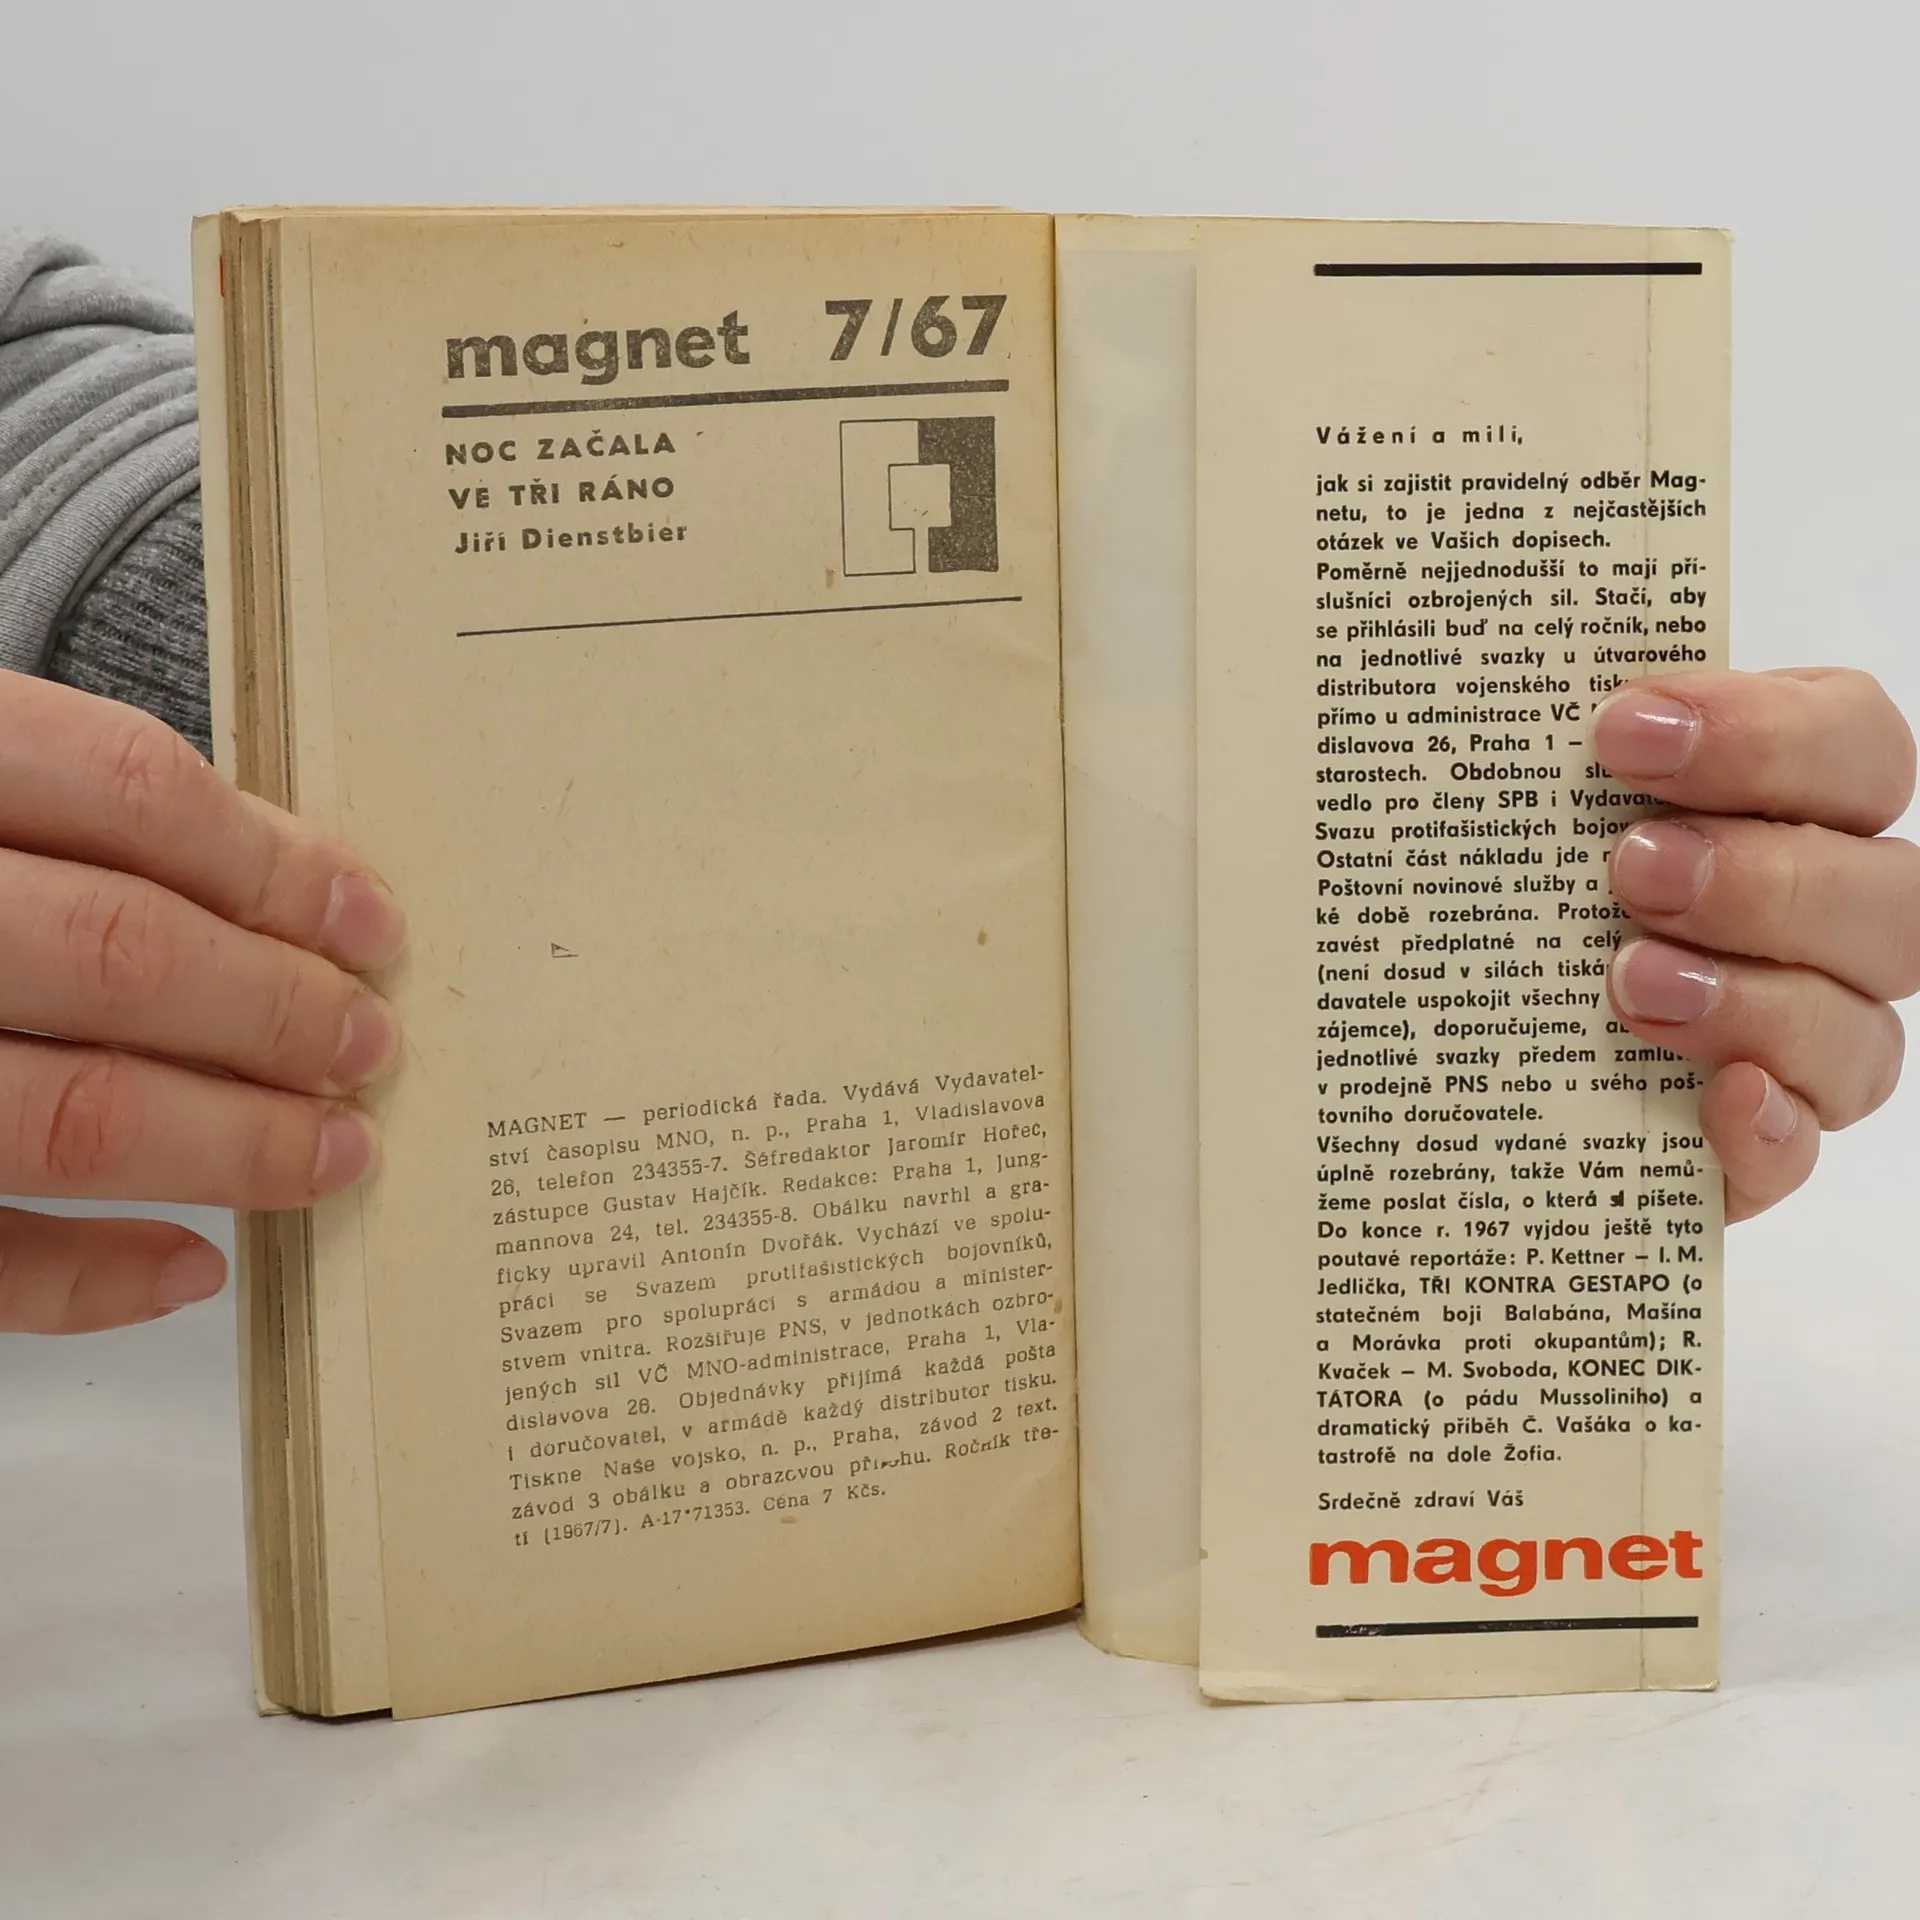 magnet 7/67
NOC ZAČALA
VE TŘI RÁNO
Jiří Dienstbier
MAGNET — periodická řada. Vydává Vydavatel-
ství časopisu MNO, n. p., Praha 1, Vladislavova
26, telefon 234355-7. Šéfredaktor Jaromír Hořec,
zástupce Gustav Hajčík. Redakce: Praha 1, Jung-
mannova 24, tel. 234355-8. Obálku navrhl a gra-
ficky upravil Antonín Dvořák. Vychází ve spolu-
práci se Svazem protifašistických bojovníků,
Svazem pro spolupráci s armádou a minister-
stvem vnitra. Rozšiřuje PNS, v jednotkách ozbro-
jených sil VČ MNO-administrace, Praha 1, Vla-
dislavova 26. Objednávky přijímá každá pošta
i doručovatel, v armádě každý distributor tisku.
Tiskne Naše vojsko, n. p., Praha, závod 2 text.
závod 3 obálku a obrazovou přílohu. Ročník tře-
tí (1967/7). A-17*71353. Cena 7 Kčs.
Vážení a milí,
jak si zajistit pravidelný odběr Mag-
netu, to je jedna z nejčastějších
otázek ve Vašich dopisech.
Poměrně nejjednodušší to mají pří-
slušníci ozbrojených sil. Stačí, aby
se přihlásili buď na celý ročník, nebo
na jednotlivé svazky u útvarového
distributora vojenského
přímo u administrace VČ
dislavova 26, Praha 1 –
starostech. Obdobnou
vedlo pro členy SPB i
Svazu protifašistických
Ostatní část nákladu jde
Poštovní novinové služby a
ké době rozebrána.
zavést předplatné na celý
(není dosud v silách
davatele uspokojit všechny
zájemce), doporučujeme,
jednotlivé svazky předem
v prodejně PNS nebo u svého poš-
tovního doručovatele.
Všechny dosud vydané svazky jsou
úplně rozebrány, takže Vám nemů-
žeme poslat čísla, o která si píšete.
Do konce r. 1967 vyjdou ještě tyto
poutavé reportáže: P. Kettner – I. M.
Jedlička, TŘI KONTRA GESTAPO (o
statečném boji Balabána, Mašína
a Morávka proti okupantům); R.
Kvaček – M. Svoboda, KONEC DIK-
TÁTORA (o pádu Mussoliniho) a
dramatický příběh Č. Vašáka o ka-
tastrofě na dole Žofia.
Srdečně zdraví Váš
magnet